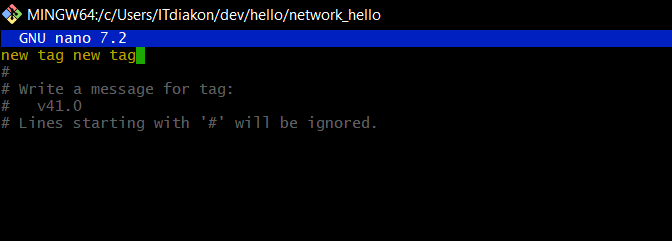 MINGW64:/c/Users/ITdiakon/dev/hello/network_hello
GNU nano 7.2
new tag new tag
#
# Write a message for tag:
#   v41.0
# Lines starting with '#' will be ignored.